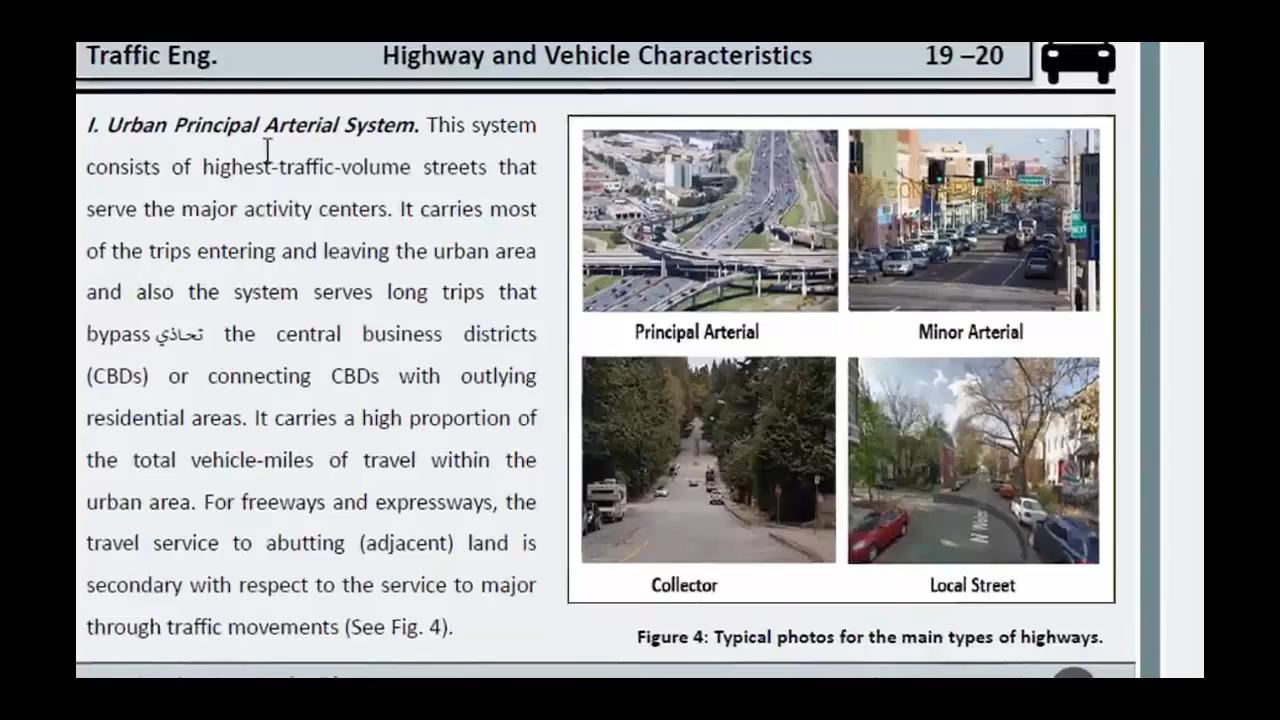 Traffic Eng. Highway and Vehicle Characteristics 19 –20
I. Urban Principal Arterial System. This system
consists of highest-traffic-volume streets that
serve the major activity centers. It carries most
of the trips entering and leaving the urban area
and also the system serves long trips that
bypass تحاذي the central business districts
(CBDs) or connecting CBDs with outlying
residential areas. It carries a high proportion of
the total vehicle-miles of travel within the
urban area. For freeways and expressways, the
travel service to abutting (adjacent) land is
secondary with respect to the service to major
through traffic movements (See Fig. 4).
Principal Arterial
Minor Arterial
Collector
Local Street
Figure 4: Typical photos for the main types of highways.